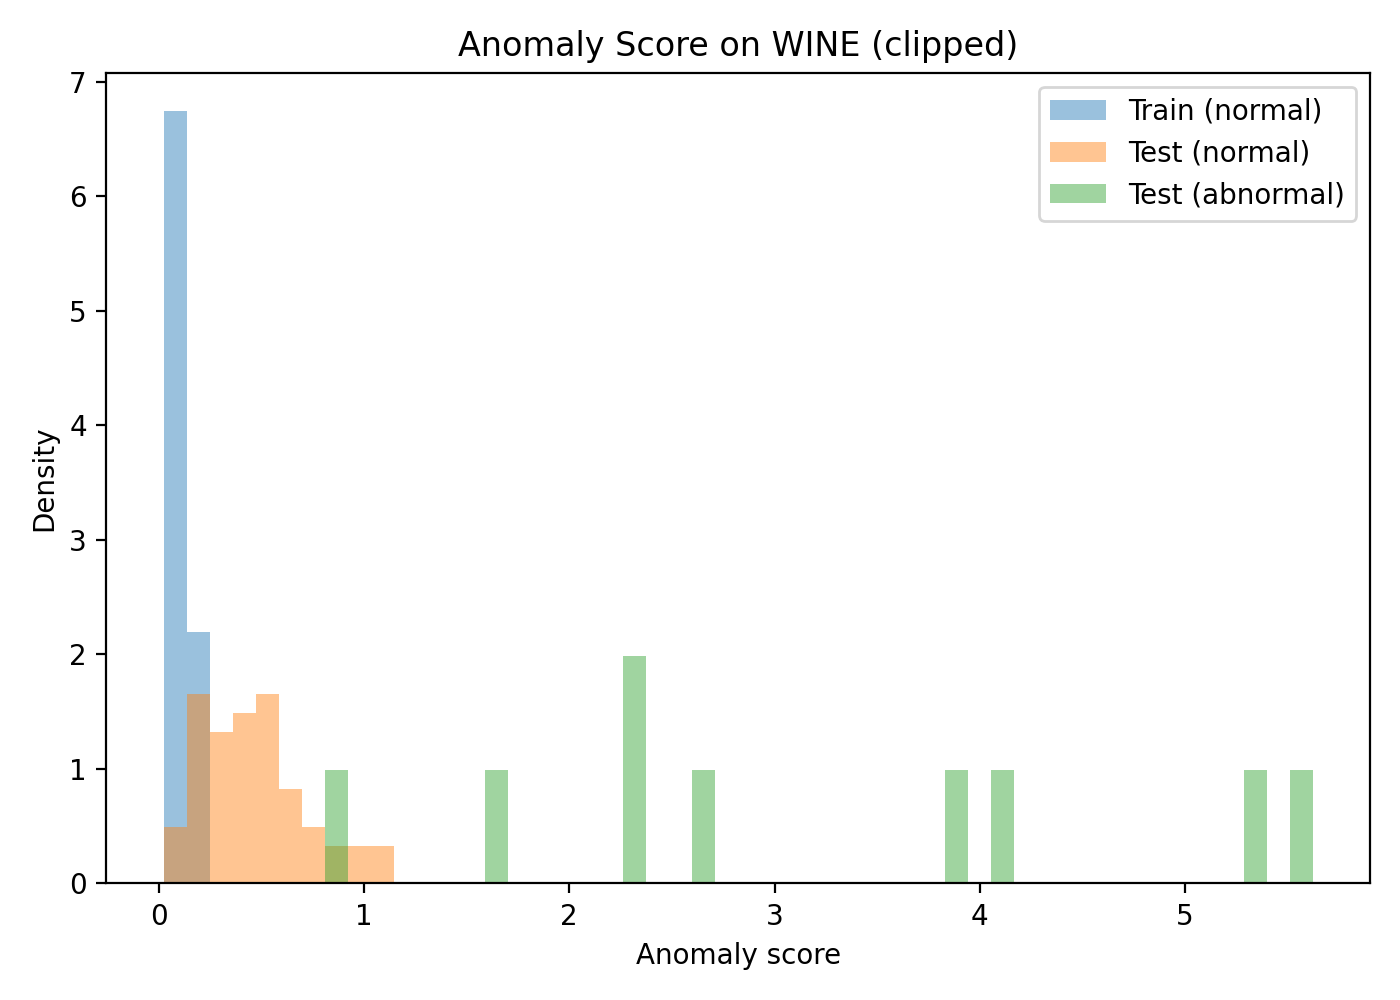 Anomaly Score on WINE (clipped)
Train (normal)
Test (normal)
Test (abnormal)
Density
7
6
5
4
3
2
1
0
0 1 2 3 4 5
Anomaly score